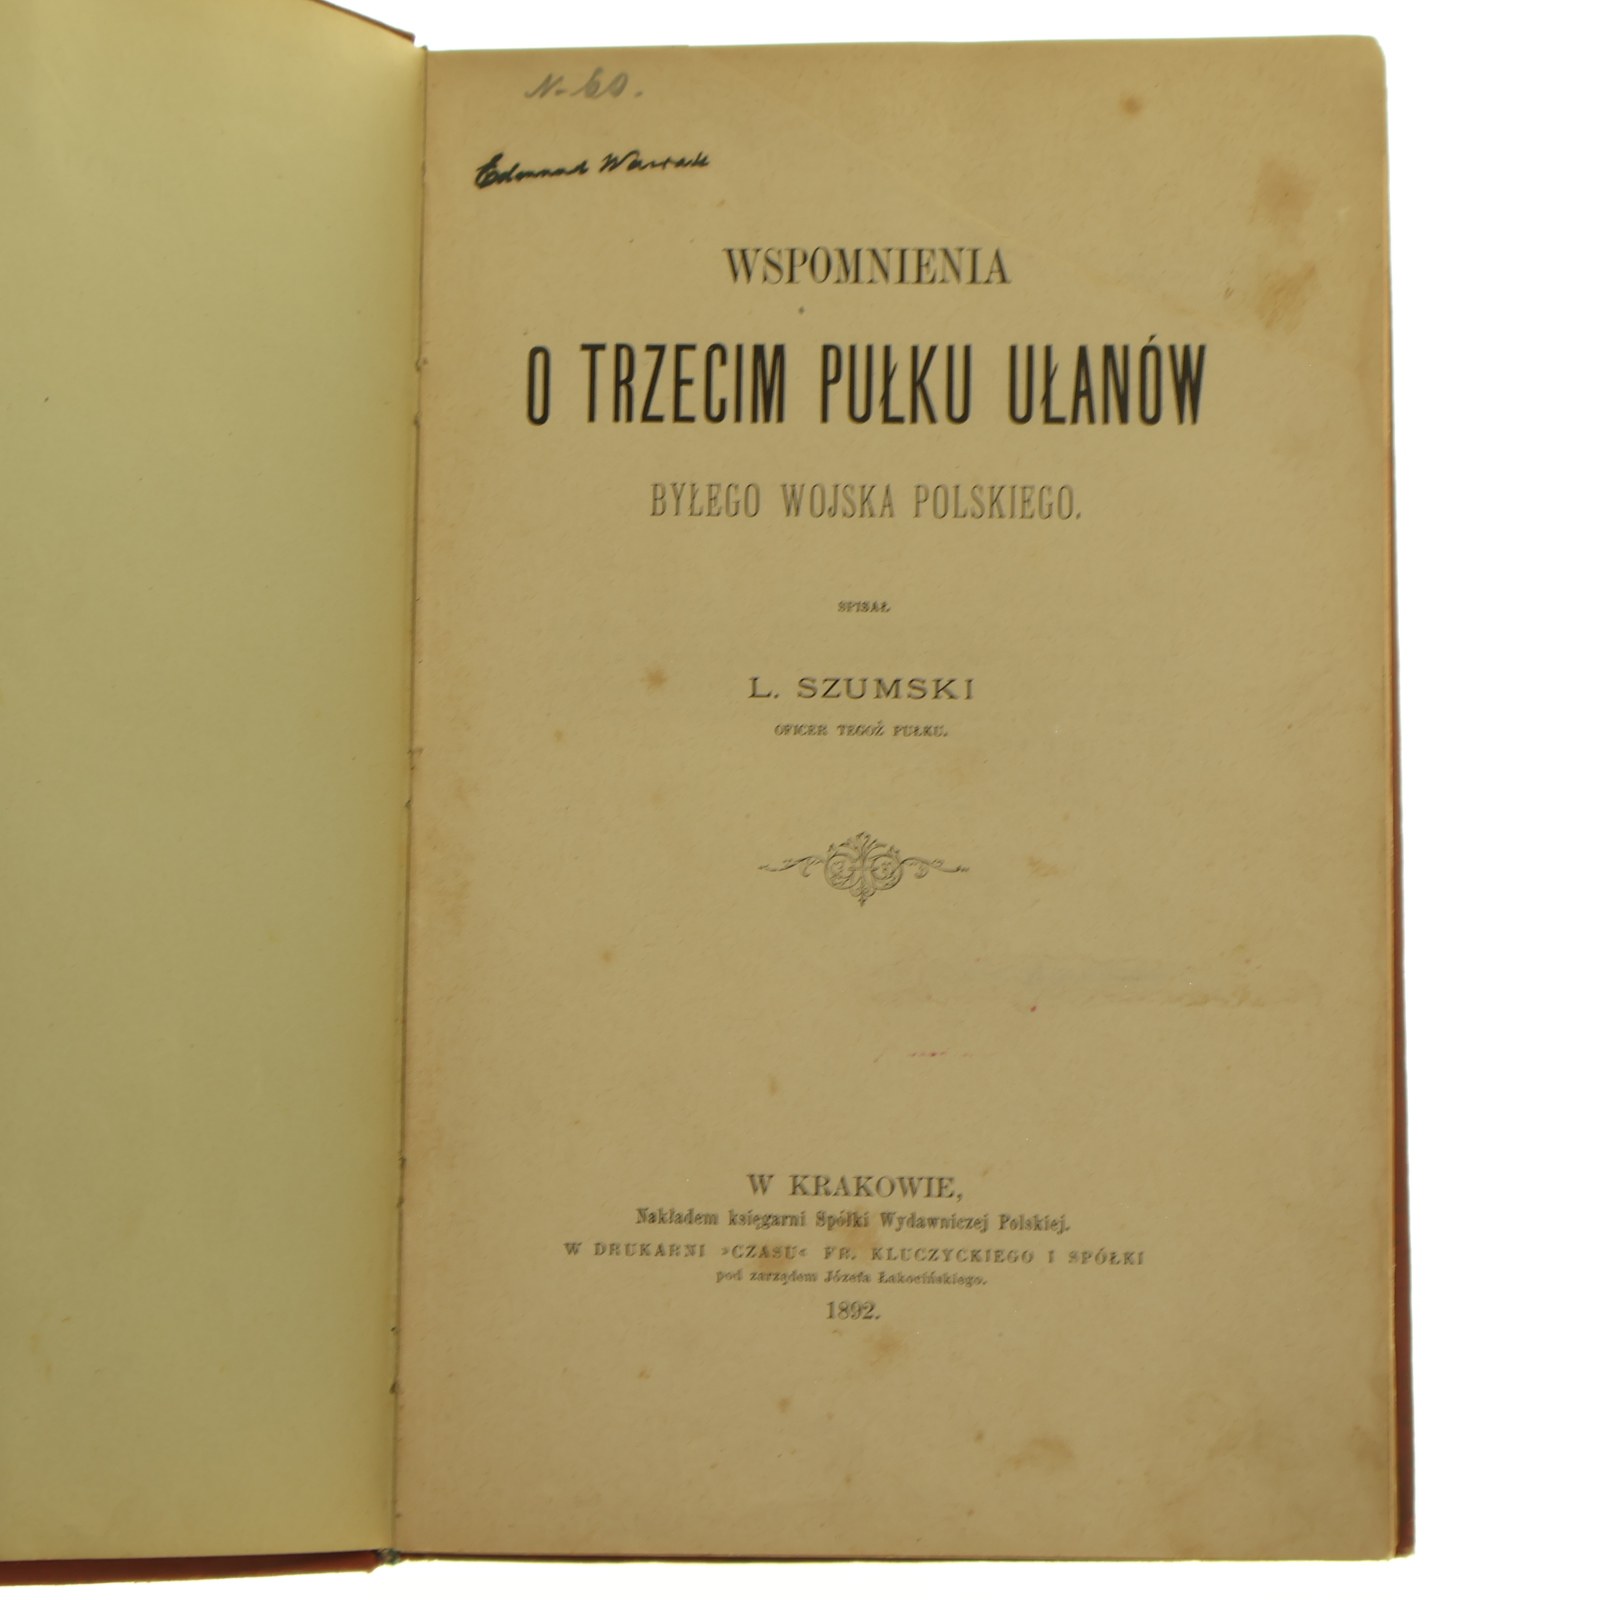 N- 60.
Edmund
WSPOMNIENIA
O TRZECIM PUŁKU UŁANÓW
BYŁEGO WOJSKA POLSKIEGO.
SPISAŁ
L. SZUMSKI
OFICER TEGOŻ PUŁKU.
W KRAKOWIE,
Nakładem księgarni Spółki Wydawniczej Polskiej.
W DRUKARNI »CZASU« FR. KLUCZYCKIEGO I SPÓŁKI
pod zarządem Józefa Łakocińskiego.
1892.